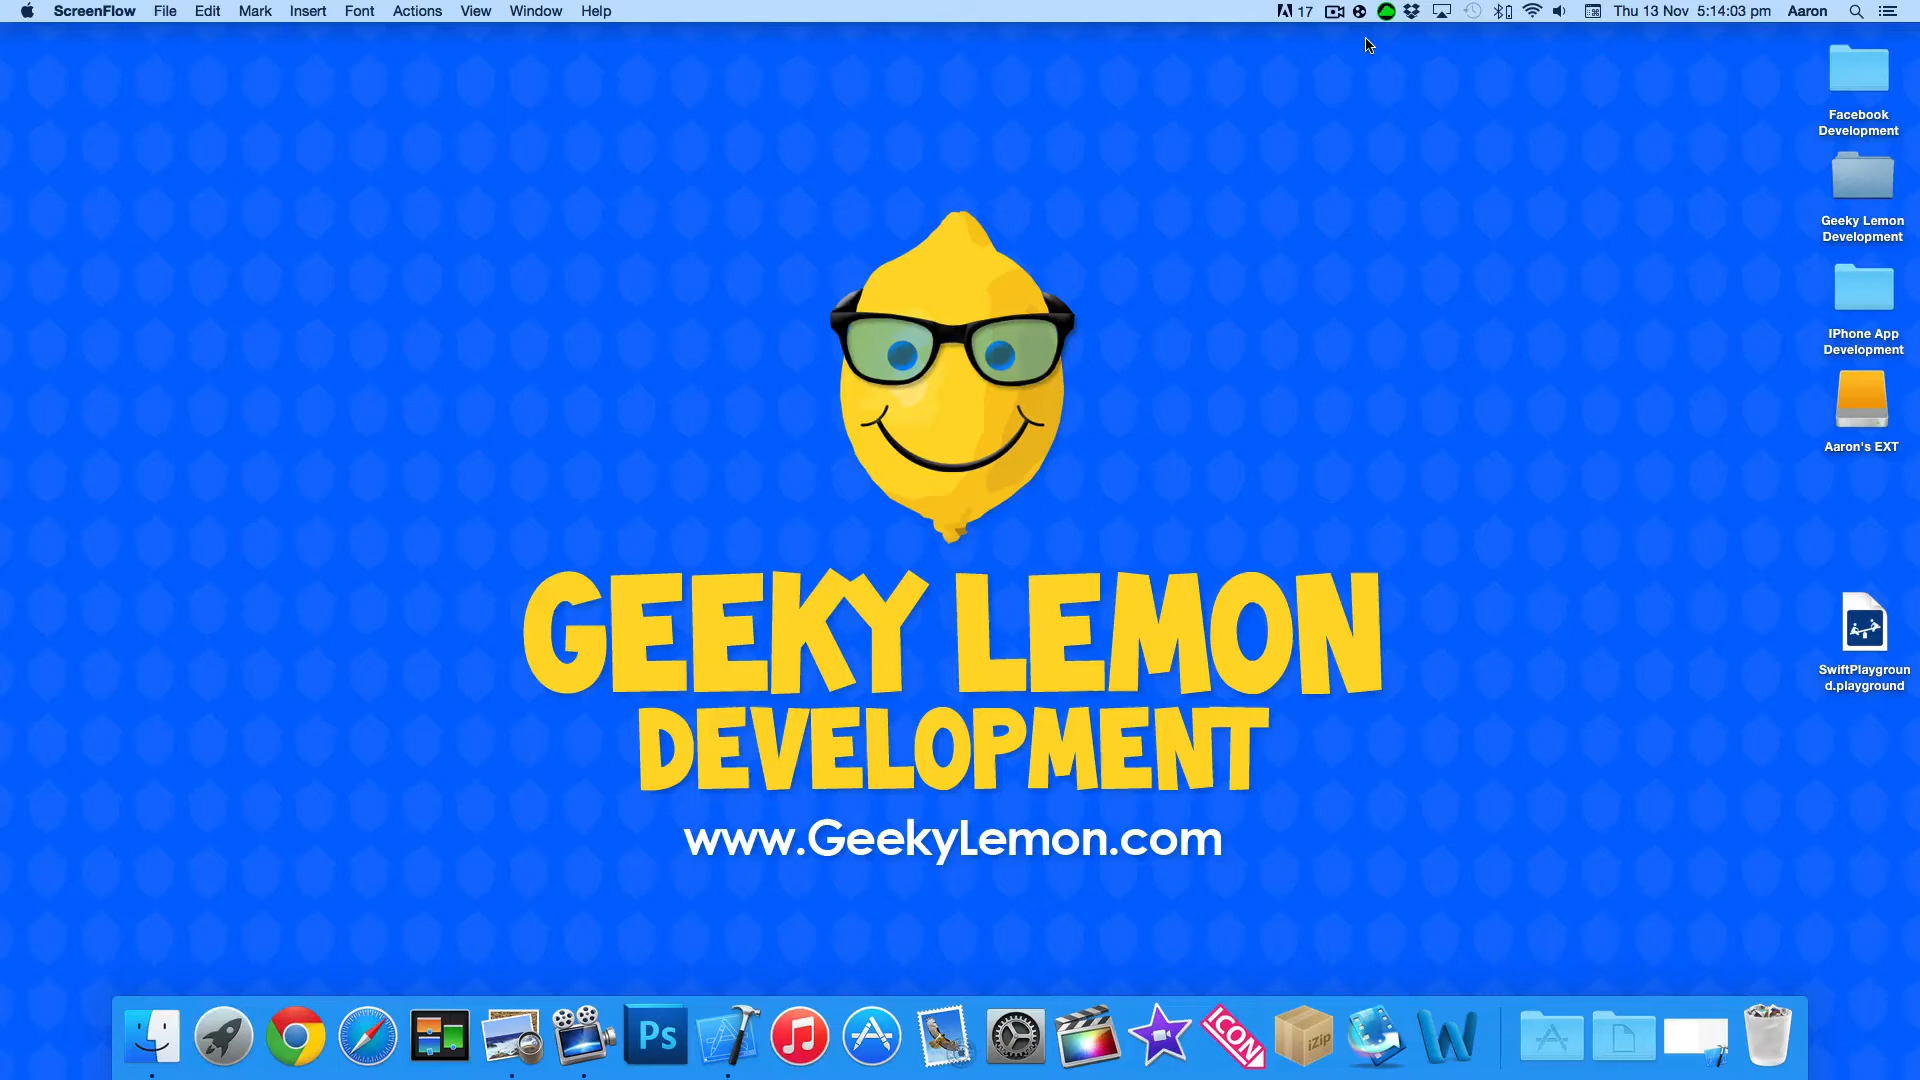 ScreenFlow File Edit Mark Insert Font Actions View Window Help
17 Thu 13 Nov 5:14:03 pm Aaron
Facebook
Development
Geeky Lemon
Development
IPhone App
Development
Aaron's EXT
SwiftPlaygroun
d.playground
GEEKY LEMON
DEVELOPMENT
www.GeekyLemon.com
Ps
ICON
iZip
W